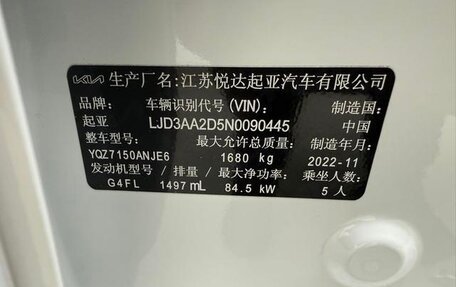 KIA 生产厂名:江苏悦达起亚汽车有限公司
品牌: 车辆识别代号(VIN): 制造国:
起亚 LJD3AA2D5N0090445 中国
整车型号: 最大允许总质量: 制造年月:
YQZ7150ANJE6 1680 kg 2022-11
发动机型号 / 排量 / 最大净功率: 乘坐人数:
G4FL 1497 mL 84.5 kW 5 人